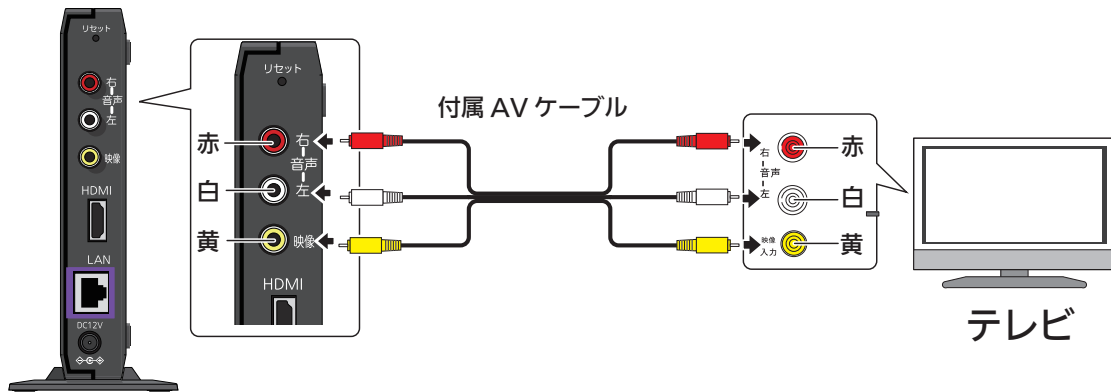 リセット
右
音声
左
映像
HDMI
LAN
DC12V
リセット
赤
右
音声
白
左
黄
映像
HDMI
付属 AV ケーブル
右
赤
音声
左
白
映像
入力
黄
テレビ